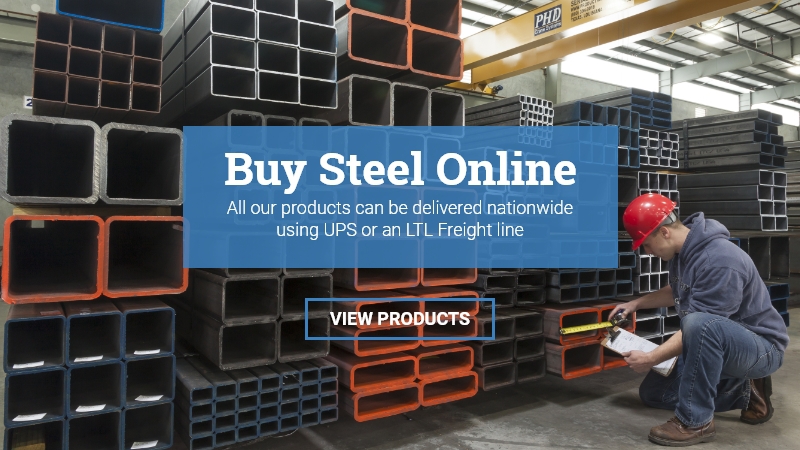 PHD
Buy Steel Online
All our products can be delivered nationwide
using UPS or an LTL Freight line
VIEW PRODUCTS